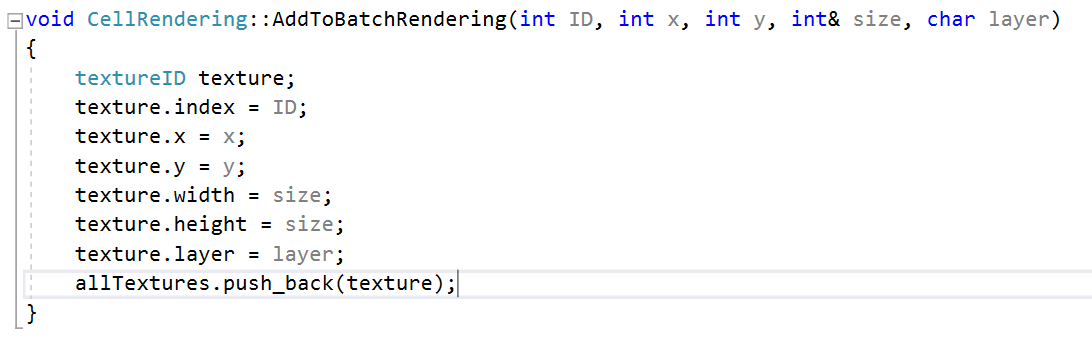 void CellRendering::AddToBatchRendering(int ID, int x, int y, int& size, char layer)
{
    textureID texture;
    texture.index = ID;
    texture.x = x;
    texture.y = y;
    texture.width = size;
    texture.height = size;
    texture.layer = layer;
    allTextures.push_back(texture);
}